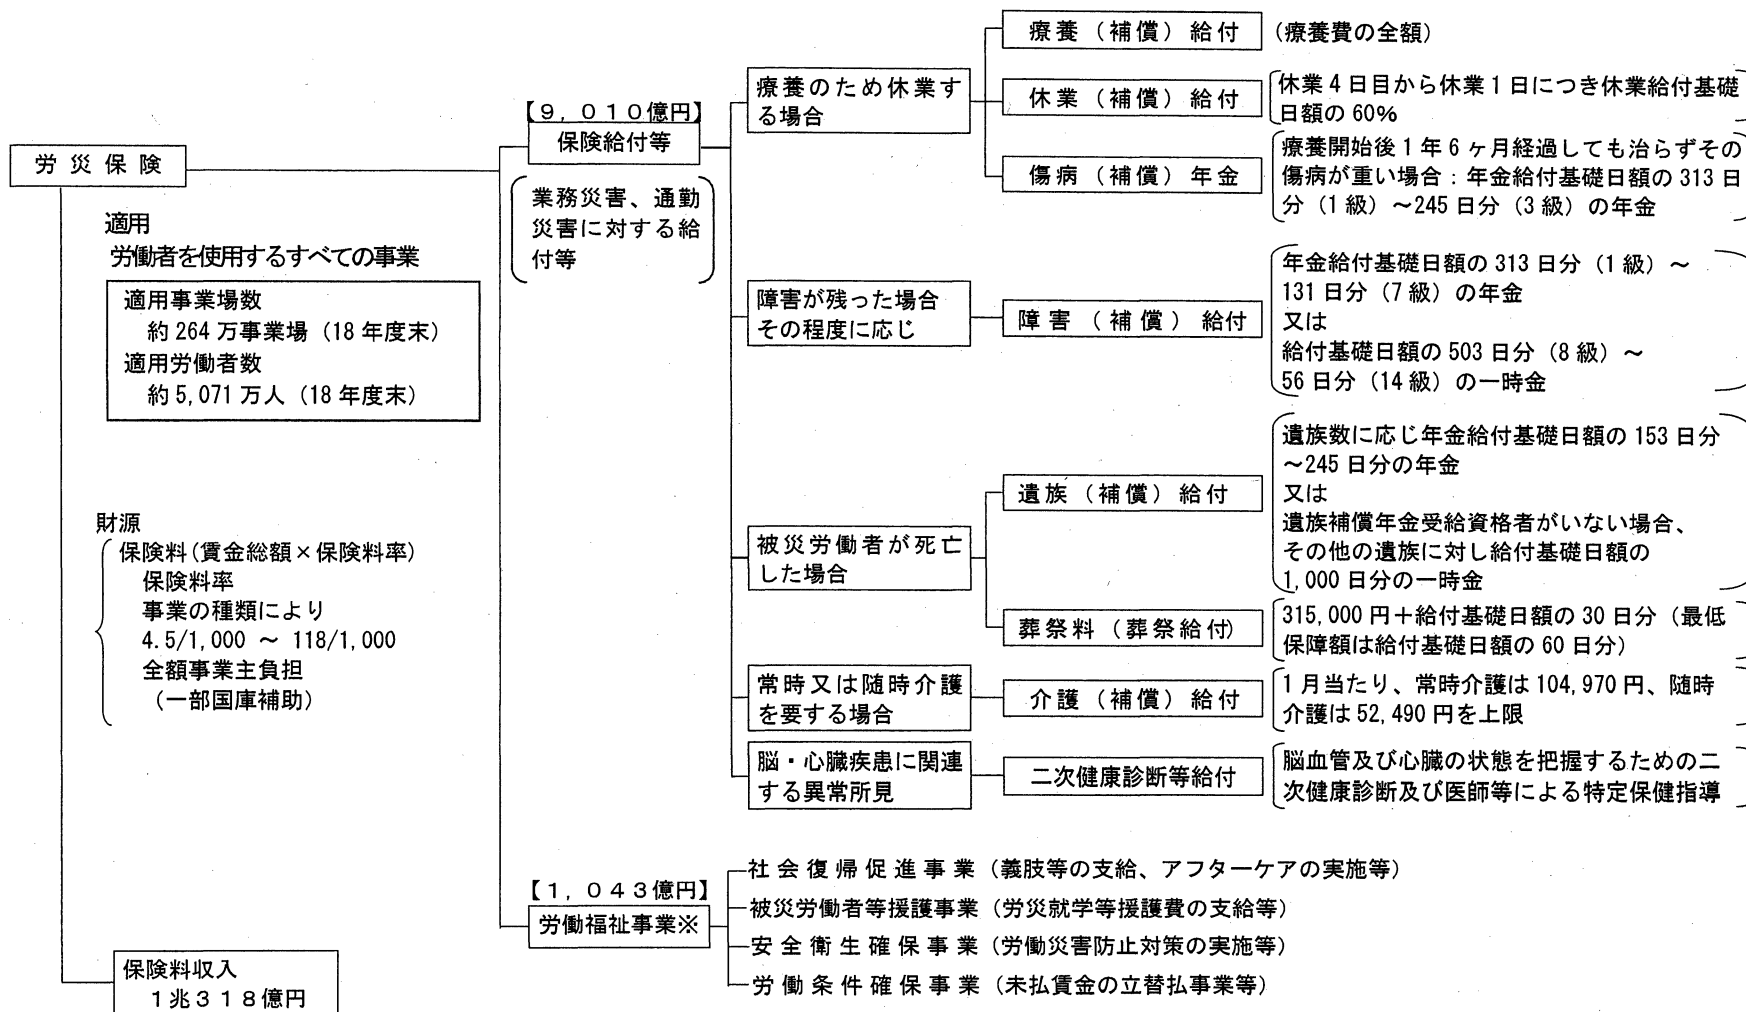 労災保険
適用
労働者を使用するすべての事業
適用事業場数
約264万事業場（18年度末）
適用労働者数
約5,071万人（18年度末）
財源
保険料（賃金総額×保険料率）
保険料率
事業の種類により
4.5/1,000 ～ 118/1,000
全額事業主負担
（一部国庫補助）
保険料収入
1兆318億円
【9，010億円】
保険給付等
業務災害、通勤
災害に対する給
付等
療養のため休業す
る場合
療養（補償）給付
（療養費の全額）
休業（補償）給付
休業4日目から休業1日につき休業給付基礎
日額の60%
傷病（補償）年金
療養開始後1年6ヶ月経過しても治らずその
傷病が重い場合：年金給付基礎日額の313日
分（1級）～245日分（3級）の年金
障害が残った場合
その程度に応じ
障害（補償）給付
年金給付基礎日額の313日分（1級）～
131日分（7級）の年金
又は
給付基礎日額の503日分（8級）～
56日分（14級）の一時金
被災労働者が死亡
した場合
遺族（補償）給付
遺族数に応じ年金給付基礎日額の153日分
～245日分の年金
又は
遺族補償年金受給資格者がいない場合、
その他の遺族に対し給付基礎日額の
1,000日分の一時金
葬祭料（葬祭給付）
315,000円＋給付基礎日額の30日分（最低
保障額は給付基礎日額の60日分）
常時又は随時介護
を要する場合
介護（補償）給付
1月当たり、常時介護は104,970円、随時
介護は52,490円を上限
脳・心臓疾患に関連
する異常所見
二次健康診断等給付
脳血管及び心臓の状態を把握するための二
次健康診断及び医師等による特定保健指導
【1，043億円】
労働福祉事業※
社会復帰促進事業（義肢等の支給、アフターケアの実施等）
被災労働者等援護事業（労災就学等援護費の支給等）
安全衛生確保事業（労働災害防止対策の実施等）
労働条件確保事業（未払賃金の立替払事業等）